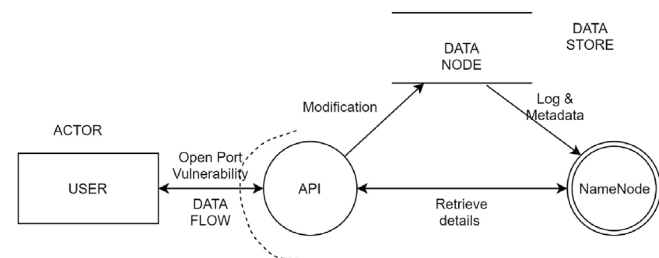 DATA
STORE
DATA
NODE
Modification
Log &
Metadata
ACTOR
Open Port
Vulnerability
USER
API
NameNode
DATA
FLOW
Retrieve
details